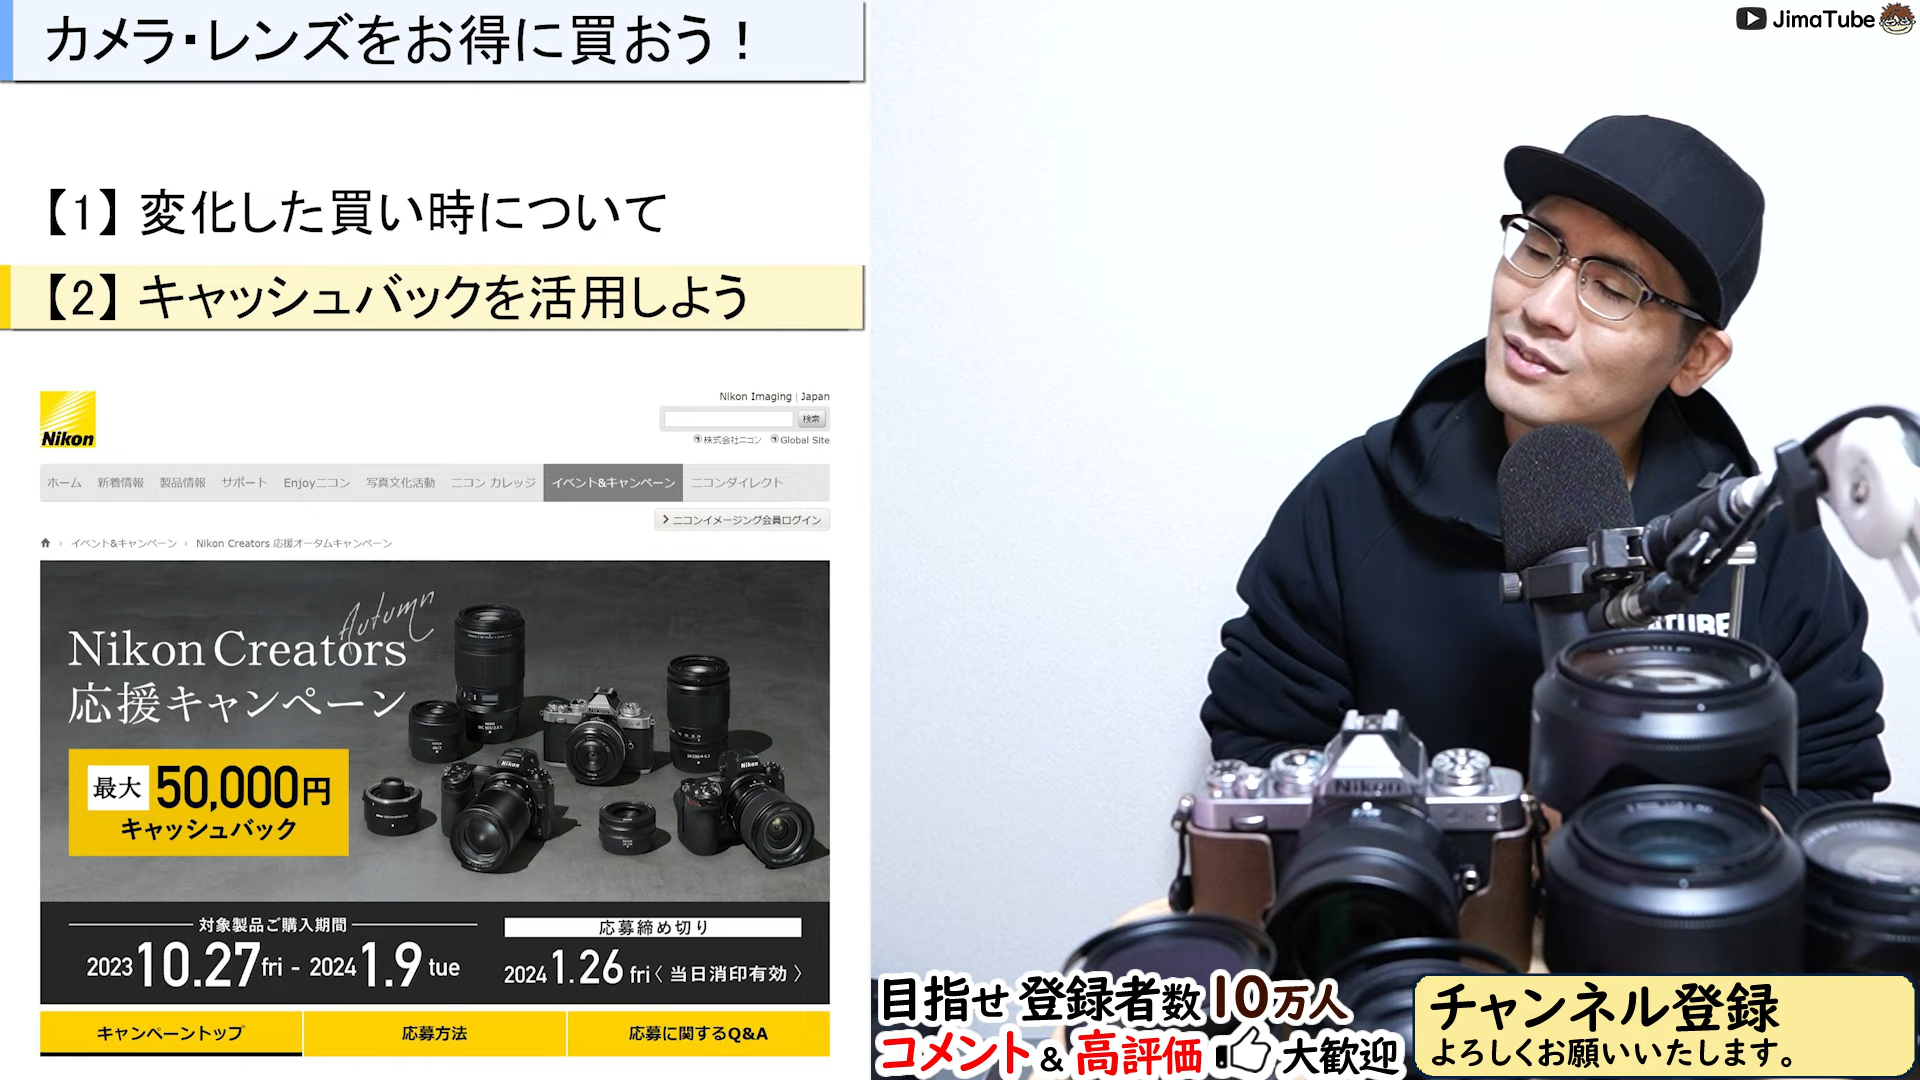 カメラ・レンズをお得に買おう！
【1】 変化した買い時について
【2】 キャッシュバックを活用しよう
Nikon
Nikon Imaging | Japan
検索
株式会社ニコン Global Site
ホーム 新着情報 製品情報 サポート Enjoyニコン 写真文化活動 ニコン カレッジ イベント&キャンペーン ニコンダイレクト
ニコンイメージング会員ログイン
イベント&キャンペーン › Nikon Creators 応援オータムキャンペーン
Autumn
Nikon Creators
応援キャンペーン
最大 50,000円
キャッシュバック
対象製品ご購入期間
2023 10.27 fri - 2024 1.9 tue
応募締め切り
2024 1.26 fri〈 当日消印有効 〉
キャンペーントップ 応募方法 応募に関するQ&A
JimaTube
Nikon
目指せ 登録者数 10万人
コメント & 高評価 大歓迎
チャンネル登録
よろしくお願いいたします。